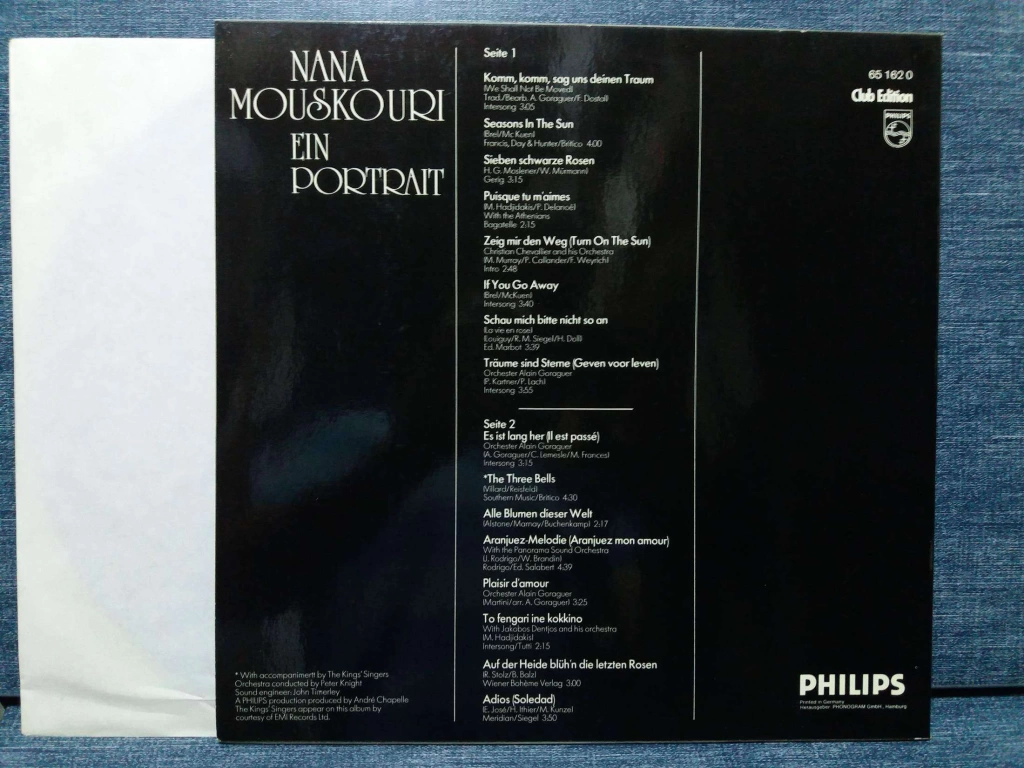 NANA
MOUSKOURI
EIN
PORTRAIT
Seite 1
Komm, komm, sag uns deinen Traum
(We Shall Not Be Moved)
Trad./Bearb. A. Goraguer/F. Dostal)
Intersong 3:05
Seasons In The Sun
(Brel/Mc Kuen)
Francis, Day & Hunter/Britico 4:00
Sieben schwarze Rosen
H. G. Moslener/W. Mürmann)
Gerig 3:15
Puisque tu m'aimes
(M. Hadjidakis/P. Delanoë)
With the Athenians
Bagatelle 2:15
Zeig mir den Weg (Turn On The Sun)
Christian Chevallier and his Orchestra
(M. Murray/P. Callander/F. Weyrich)
Intro 2:48
If You Go Away
(Brel/McKuen)
Intersong 3:40
Schau mich bitte nicht so an
(La vie en rose)
(Louiguy/R. M. Siegel/H. Doll)
Ed. Marbot 3:39
Träume sind Sterne (Geven voor leven)
Orchester Alain Goraguer
(P. Kartner/P. Lach)
Intersong 3:55
Seite 2
Es ist lang her (Il est passé)
Orchester Alain Goraguer
(A. Goraguer/C. Lemesle/M. Frances)
Intersong 3:15
*The Three Bells
(Villard/Reisfeld)
Southern Music/Britico 4:30
Alle Blumen dieser Welt
(Alstone/Mamay/Buchenkamp) 2:17
Aranjuez-Melodie (Aranjuez mon amour)
With the Panorama Sound Orchestra
(J. Rodrigo/W. Brandin)
Rodrigo/Ed. Salabert 4:39
Plaisir d'amour
Orchester Alain Goraguer
(Martini/arr. A. Goraguer) 3:25
To fengari ine kokkino
With Jakobos Dentjos and his orchestra
(M. Hadjidakis)
Intersong/Tutti 2:15
Auf der Heide blüh'n die letzten Rosen
(R. Stolz/B. Balz)
Wiener Bohème Verlag 3:00
Adios (Soledad)
(E. José/H. Ithier/M. Kunze)
Meridian/Siegel 3:50
65 162 0
Club Edition
PHILIPS
* With accompaniment by The Kings' Singers
Orchestra conducted by Peter Knight
Sound engineer: John Timerley
A PHILIPS production produced by André Chapelle
The Kings' Singers appear on this album by
courtesy of EMI Records Ltd.
PHILIPS
Printed in Germany
Herausgeber: PHONOGRAM GmbH., Hamburg